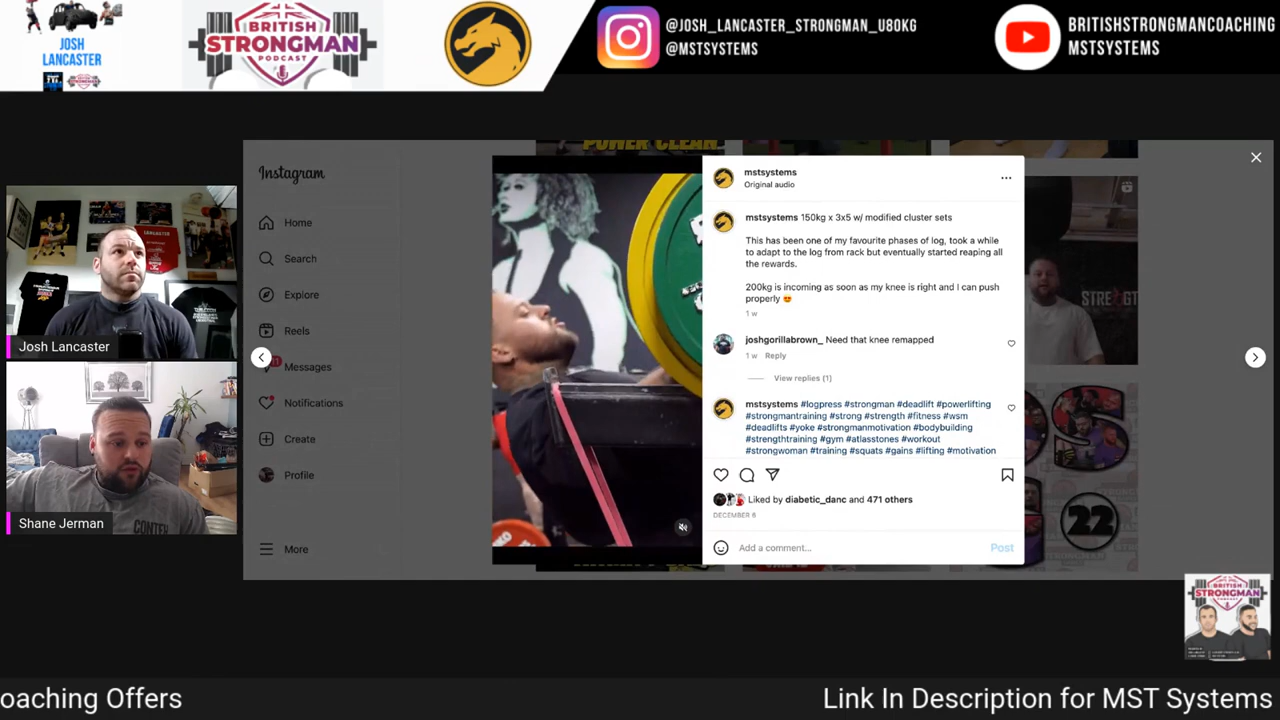 JOSH
LANCASTER
BRITISH
STRONGMAN
PODCAST
@JOSH_LANCASTER_STRONGMAN_U80KG
@MSTSYSTEMS
BRITISHSTRONGMANCOACHING
MSTSYSTEMS
POWER CLEAN
Instagram
Home
Search
Explore
Reels
Messages
Notifications
Create
Profile
More
mstsystems
Original audio
mstsystems 150kg x 3x5 w/ modified cluster sets
This has been one of my favourite phases of log, took a while
to adapt to the log from rack but eventually started reaping all
the rewards.
200kg is incoming as soon as my knee is right and I can push
properly 😍
1 w
joshgorillabrown_ Need that knee remapped
1 w Reply
View replies (1)
mstsystems #logpress #strongman #deadlift #powerlifting
#strongmantraining #strong #strength #fitness #wsm
#deadlifts #yoke #strongmanmotivation #bodybuilding
#strengthtraining #gym #atlasstones #workout
#strongwoman #training #squats #gains #lifting #motivation
Liked by diabetic_danc and 471 others
DECEMBER 6
Add a comment... Post
22
Josh Lancaster
Shane Jerman
BRITISH
STRONGMAN
PODCAST
oaching Offers
Link In Description for MST Systems